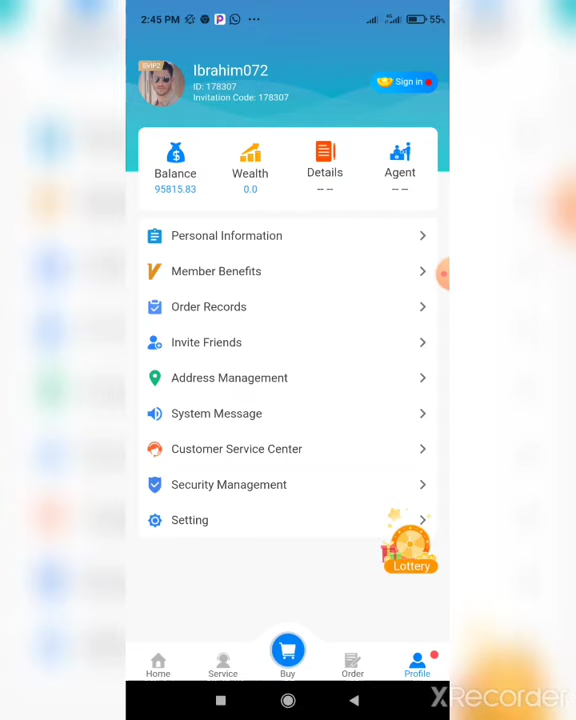 2:45 PM
55%
SVIP2
Ibrahim072
ID: 178307
Invitation Code: 178307
Sign in
Balance
Wealth
Details
Agent
95815.83
0.0
-- --
-- --
Personal Information
Member Benefits
Order Records
Invite Friends
Address Management
System Message
Customer Service Center
Security Management
Setting
Lottery
Home
Service
Buy
Order
Profile
XRecorder